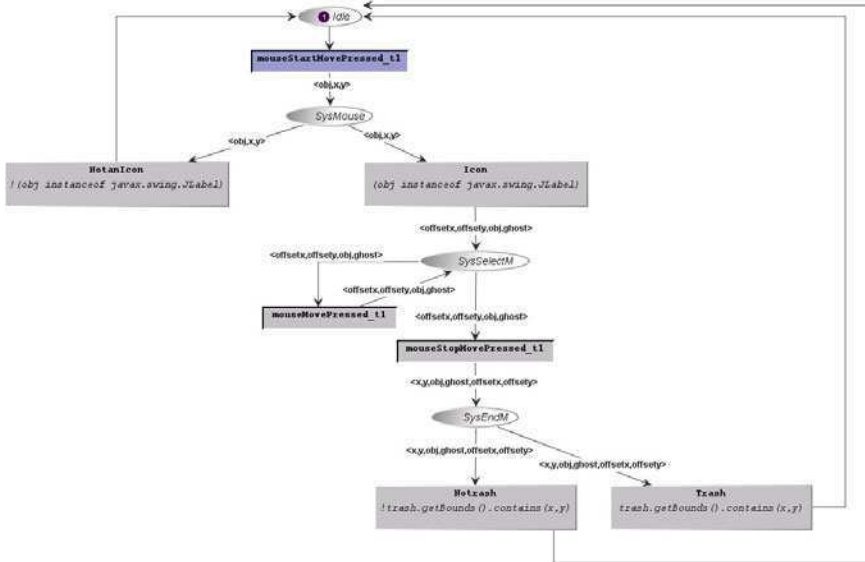 1 Idle
mouseStartMovePressed_t1
<obj,x,y>
SysMouse
<obj,x,y>
<obj,x,y>
NotanIcon
!(obj instanceof javax.swing.JLabel)
Icon
(obj instanceof javax.swing.JLabel)
<offsetx,offsety,obj,ghost>
<offsetx,offsety,obj,ghost>
SysSelectM
<offsetx,offsety,obj,ghost>
mouseMovePressed_t1
<offsetx,offsety,obj,ghost>
mouseStopMovePressed_t1
<x,y,obj,ghost,offsetx,offsety>
SysEndM
<x,y,obj,ghost,offsetx,offsety>
<x,y,obj,ghost,offsetx,offsety>
Notrash
!trash.getBounds().contains(x,y)
Trash
trash.getBounds().contains(x,y)